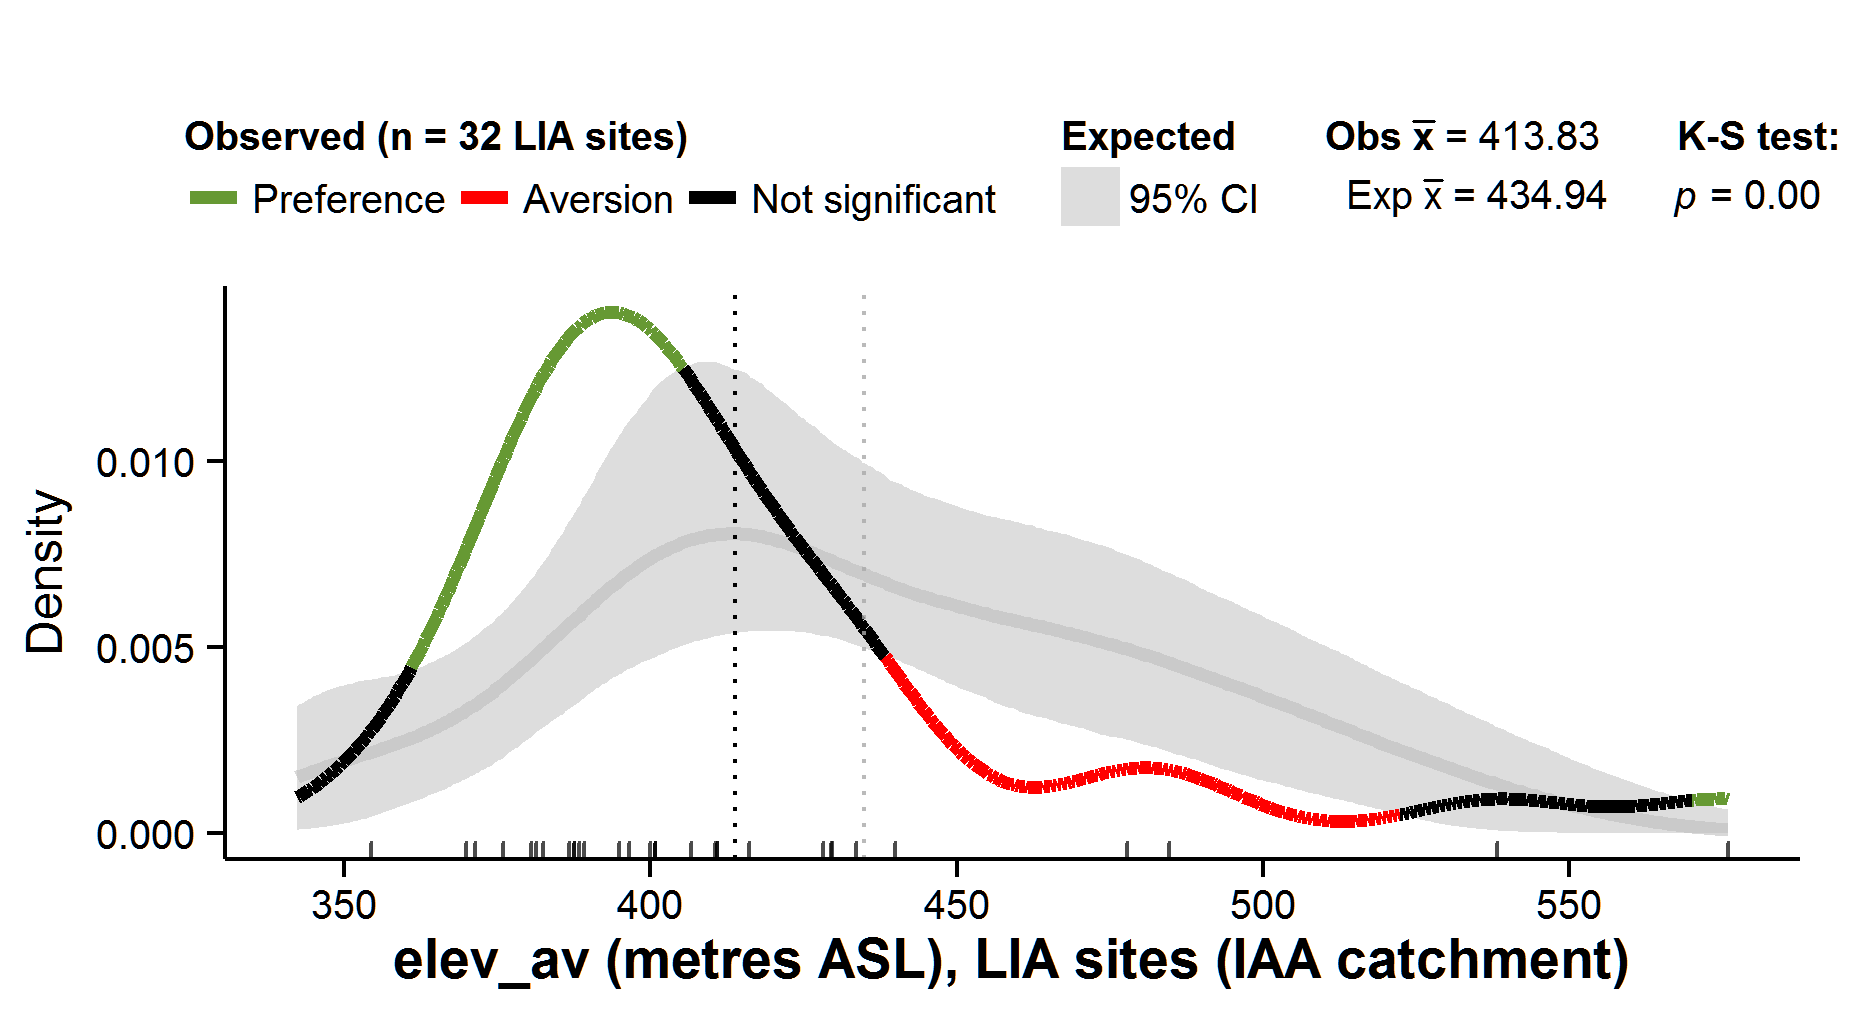 Observed (n = 32 LIA sites) Expected Obs x̅ = 413.83 K-S test:
Preference Aversion Not significant 95% CI Exp x̅ = 434.94 p = 0.00
0.010
0.005
0.000
Density
350 400 450 500 550
elev_av (metres ASL), LIA sites (IAA catchment)